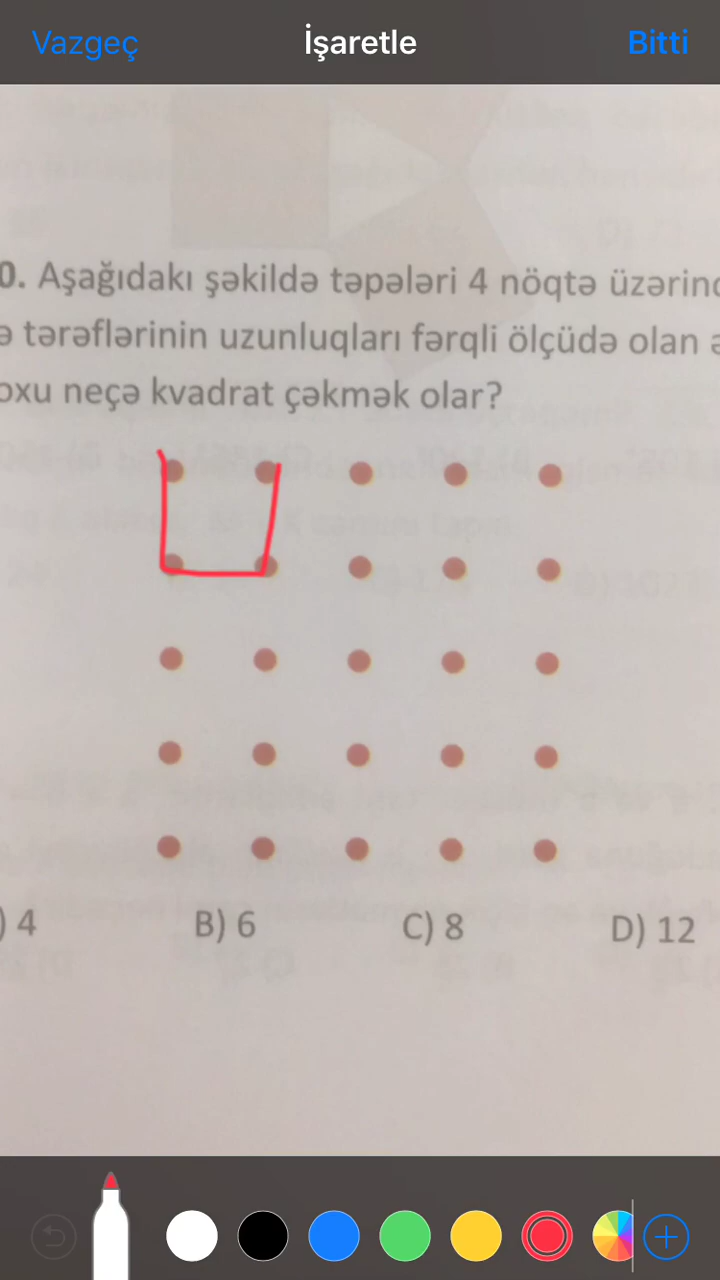 Vazgeç İşaretle Bitti
0. Aşağıdakı şəkildə təpələri 4 nöqtə üzərind
ə tərəflərinin uzunluqları fərqli ölçüdə olan ə
oxu neçə kvadrat çəkmək olar?
) 4 B) 6 C) 8 D) 12